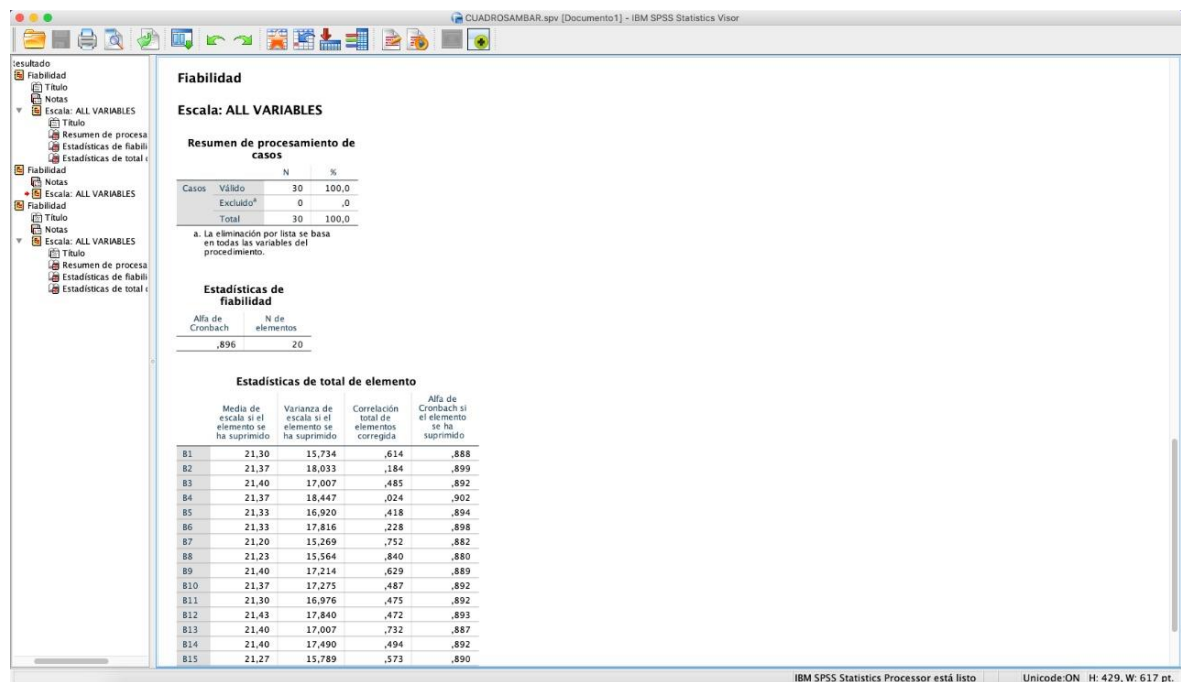 CUADROSAMBAR.spv [Documento1] - IBM SPSS Statistics Visor
Resultado
Fiabilidad
Título
Notas
Escala: ALL VARIABLES
Título
Resumen de procesa
Estadísticas de fiabili
Estadísticas de total
Fiabilidad
Notas
Escala: ALL VARIABLES
Fiabilidad
Título
Notas
Escala: ALL VARIABLES
Título
Resumen de procesa
Estadísticas de fiabili
Estadísticas de total
Fiabilidad
Escala: ALL VARIABLES
Resumen de procesamiento de
casos
N %
Casos Válido 30 100,0
Excluido a 0 ,0
Total 30 100,0
a. La eliminación por lista se basa
en todas las variables del
procedimiento.
Estadísticas de
fiabilidad
Alfa de N de
Cronbach elementos
,896 20
Estadísticas de total de elemento
Media de escala si el elemento se ha suprimido
Varianza de escala si el elemento se ha suprimido
Correlación total de elementos corregida
Alfa de Cronbach si el elemento se ha suprimido
B1 21,30 15,734 ,614 ,888
B2 21,37 18,033 ,184 ,899
B3 21,40 17,007 ,485 ,892
B4 21,37 18,447 ,024 ,902
B5 21,33 16,920 ,418 ,894
B6 21,33 17,816 ,228 ,898
B7 21,20 15,269 ,752 ,882
B8 21,23 15,564 ,840 ,880
B9 21,40 17,214 ,629 ,889
B10 21,37 17,275 ,487 ,892
B11 21,30 16,976 ,475 ,892
B12 21,43 17,840 ,472 ,893
B13 21,40 17,007 ,732 ,887
B14 21,40 17,490 ,494 ,892
B15 21,27 15,789 ,573 ,890
IBM SPSS Statistics Processor está listo Unicode:ON H: 429, W: 617 pt.